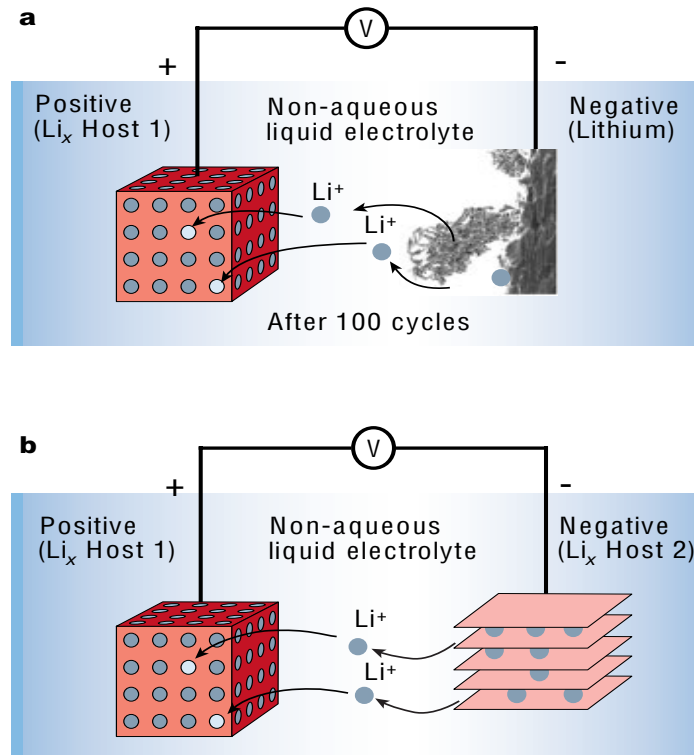 a
V
+
-
Positive
(Liₓ Host 1)
Non-aqueous
liquid electrolyte
Negative
(Lithium)
Li⁺
Li⁺
After 100 cycles
b
V
+
-
Positive
(Liₓ Host 1)
Non-aqueous
liquid electrolyte
Negative
(Liₓ Host 2)
Li⁺
Li⁺